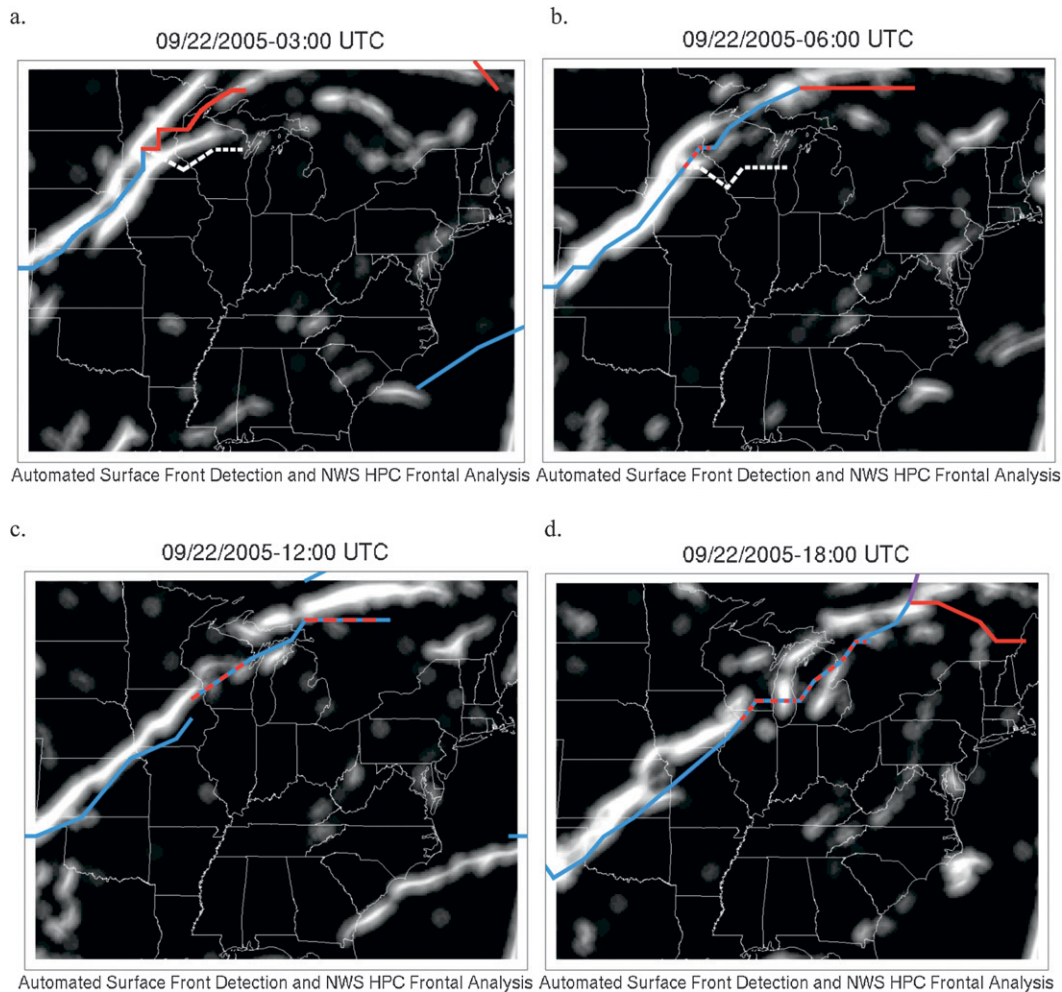 a.
09/22/2005-03:00 UTC
Automated Surface Front Detection and NWS HPC Frontal Analysis
b.
09/22/2005-06:00 UTC
Automated Surface Front Detection and NWS HPC Frontal Analysis
c.
09/22/2005-12:00 UTC
Automated Surface Front Detection and NWS HPC Frontal Analysis
d.
09/22/2005-18:00 UTC
Automated Surface Front Detection and NWS HPC Frontal Analysis